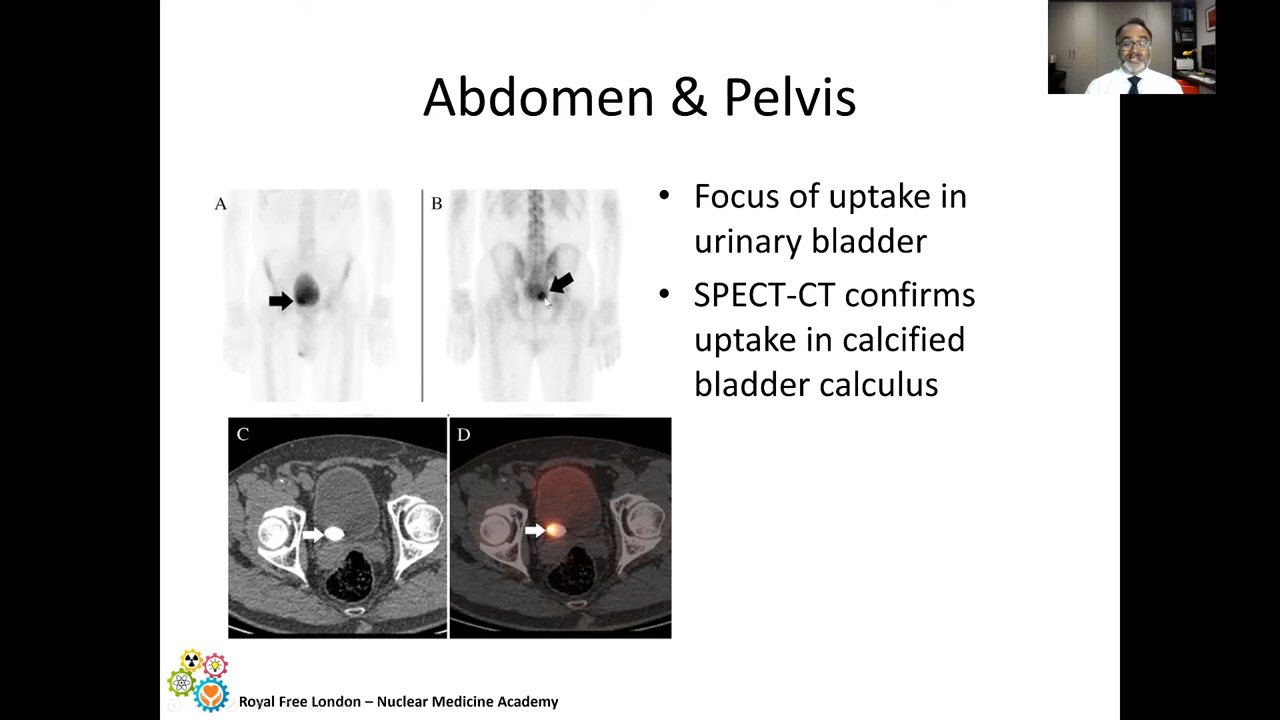 Abdomen & Pelvis
A
B
C
D
• Focus of uptake in
urinary bladder
• SPECT-CT confirms
uptake in calcified
bladder calculus
Royal Free London – Nuclear Medicine Academy